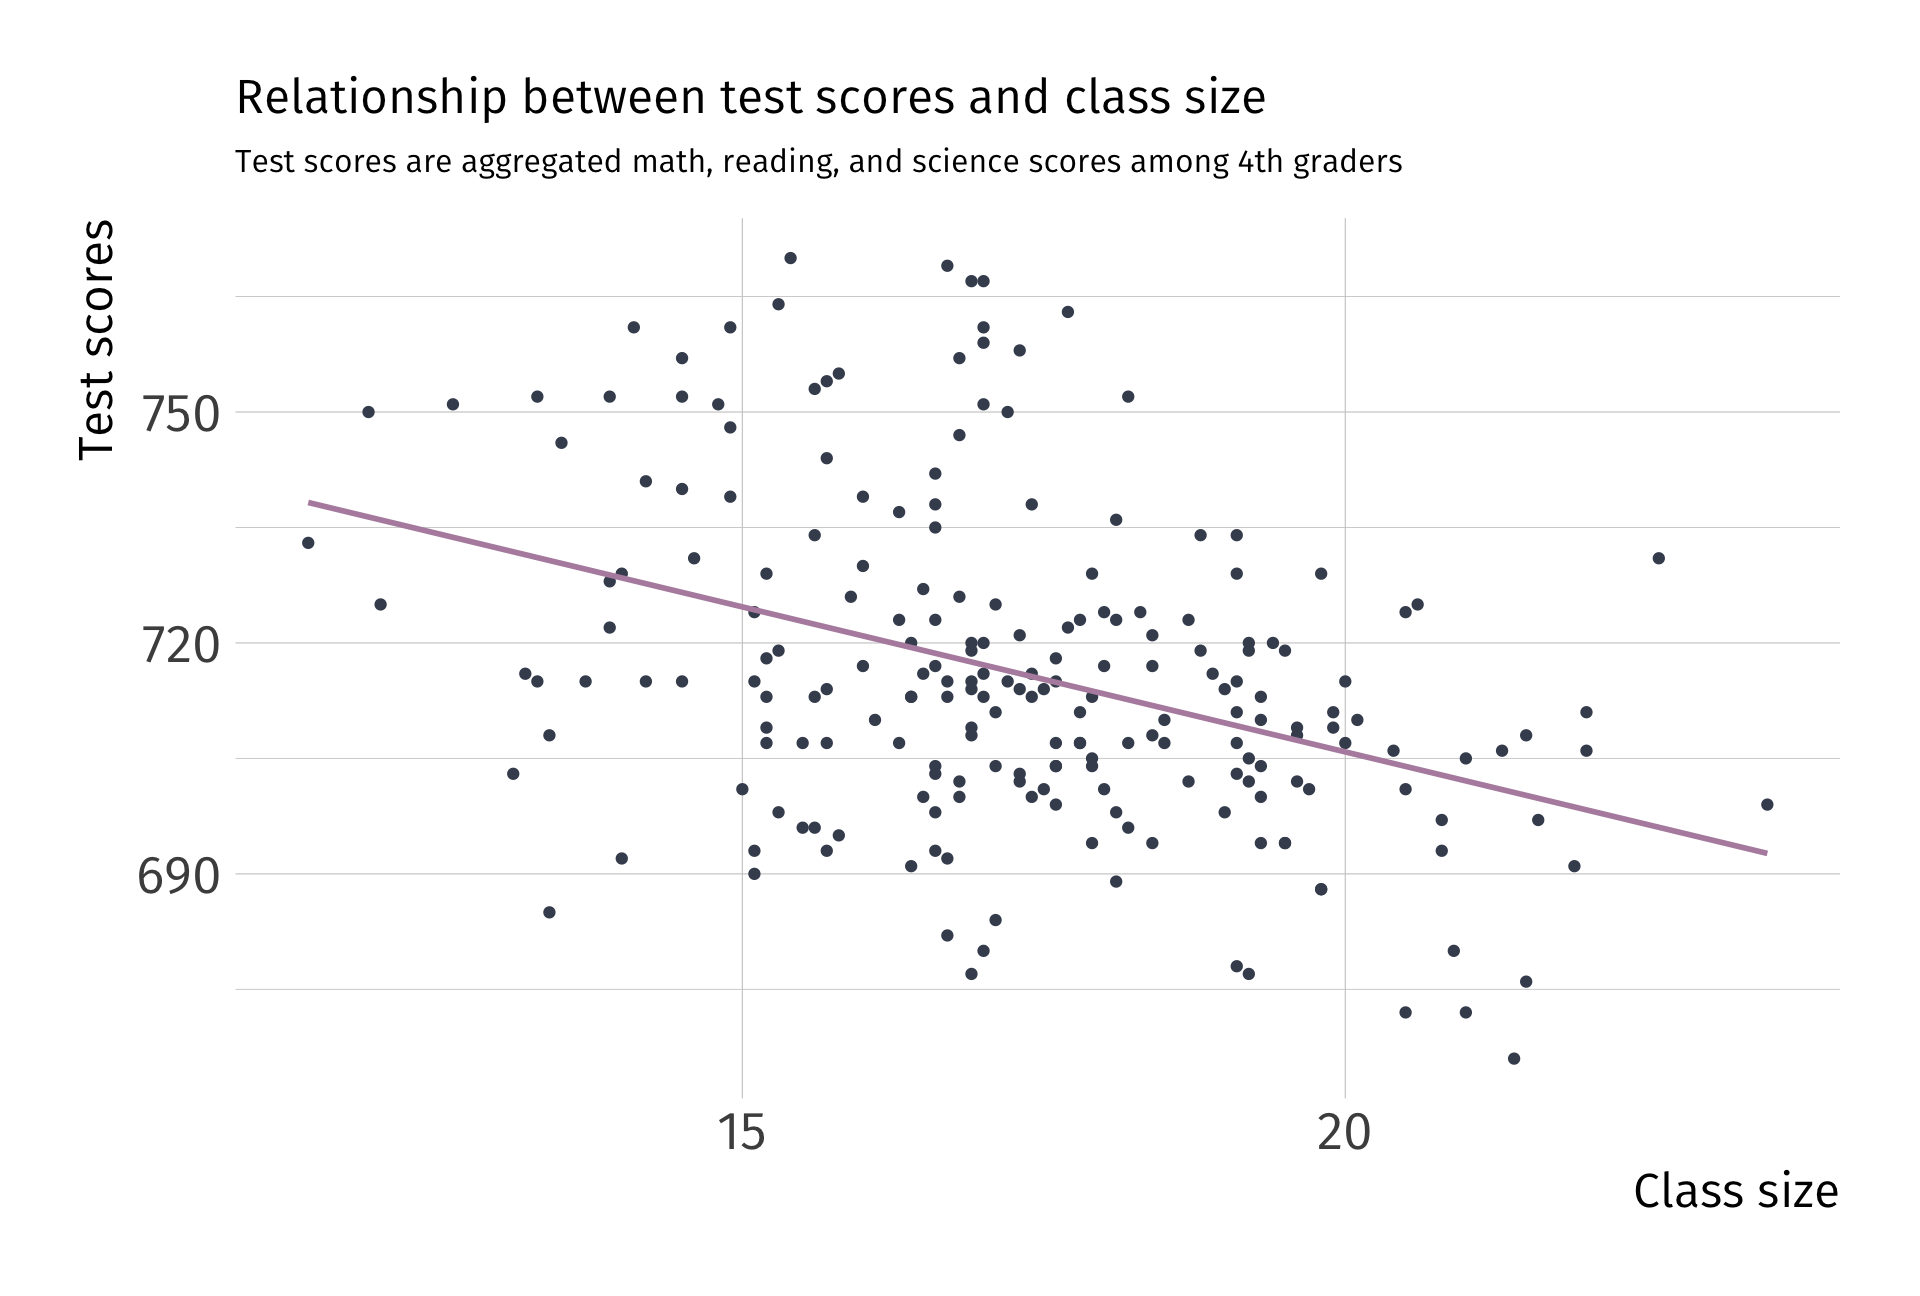 Relationship between test scores and class size
Test scores are aggregated math, reading, and science scores among 4th graders
Test scores
750
720
690
15
20
Class size